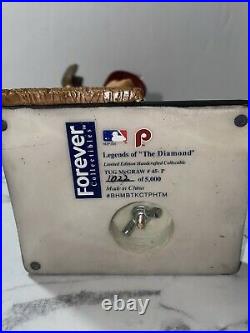 Forever
Collectibles
P
Legends of "The Diamond"
Limited Edition Handcrafted Collectible
TUG McGRAW # 45- P
1022 of 5,000
Made in China
#BHMBTKCTPHTM